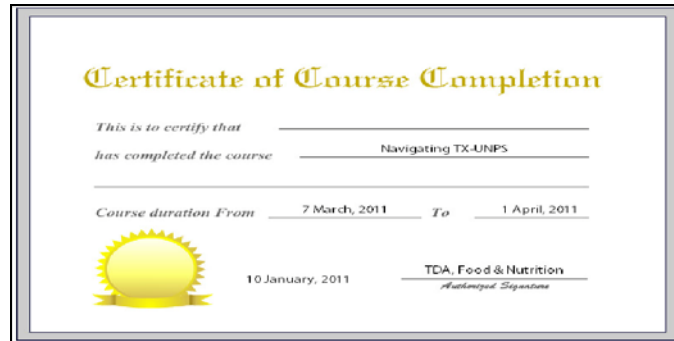 Certificate of Course Completion
This is to certify that
has completed the course Navigating TX-UNPS
Course duration From 7 March, 2011 To 1 April, 2011
10 January, 2011 TDA, Food & Nutrition
Authorized Signature